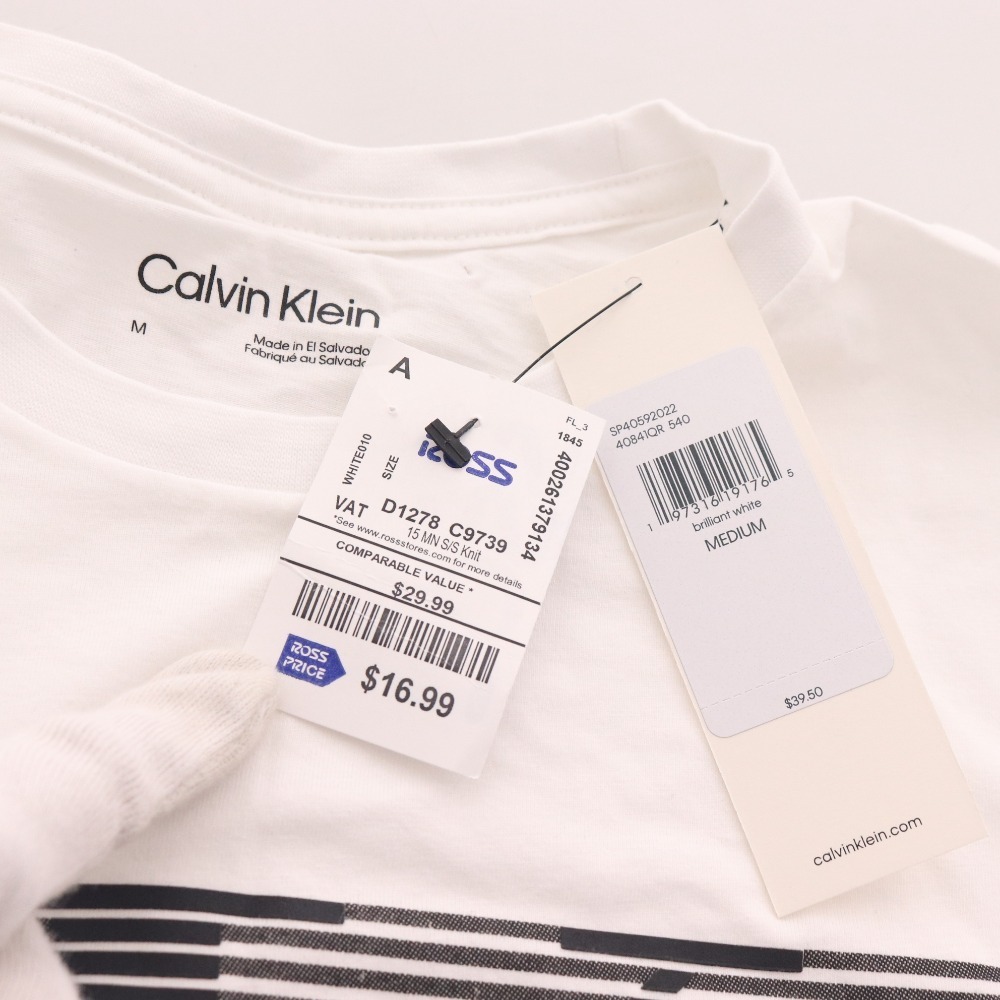 Calvin Klein
M
Made in El Salvado
Fabriqué au Salvado
A
FL_3
1845
400261379134
WHITE010
SIZE
ROSS
VAT D1278 C9739
15 MN S/S Knit
*See www.rossstores.com for more details
COMPARABLE VALUE *
$29.99
ROSS
PRICE
$16.99
SP40592022
40841QR 540
1 97316 19176 5
brilliant white
MEDIUM
$39.50
calvinklein.com